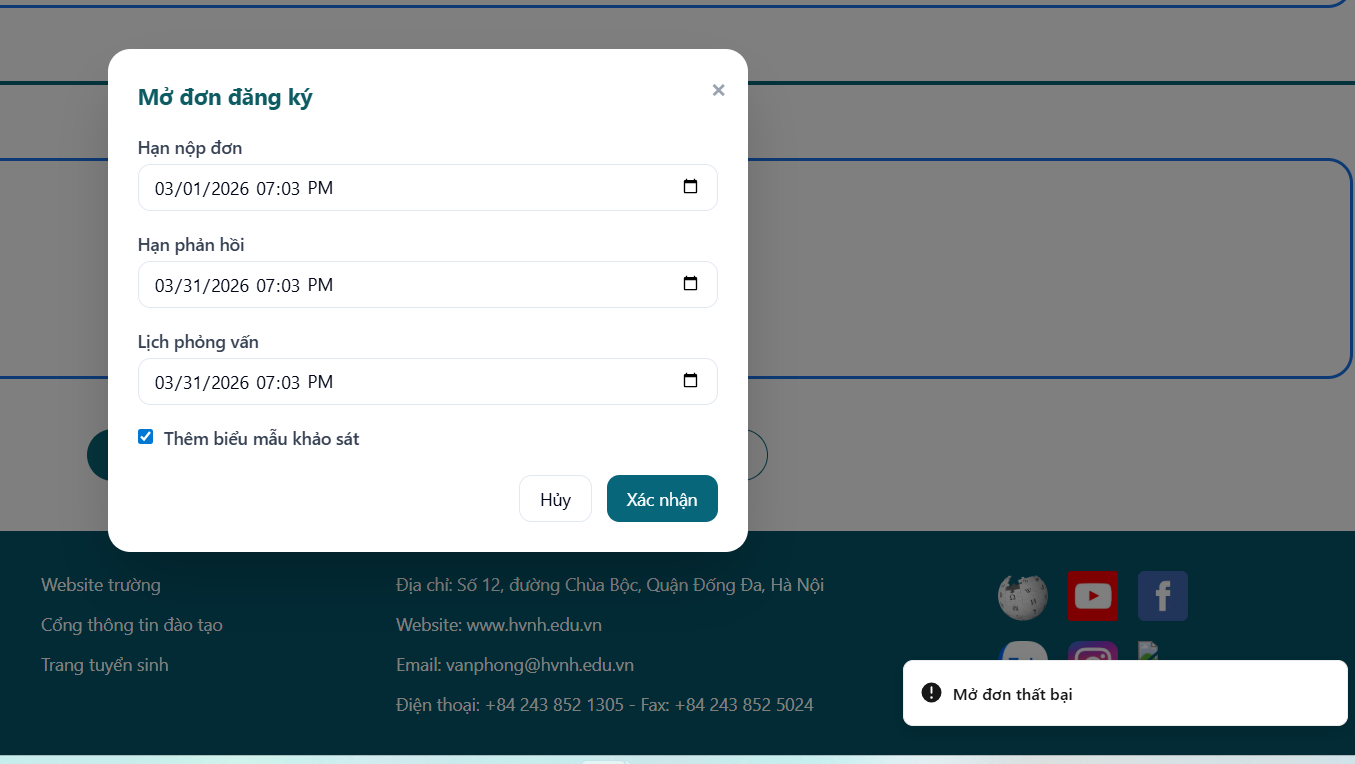 Mở đơn đăng ký
×
Hạn nộp đơn
03/01/2026 07:03 PM
Hạn phản hồi
03/31/2026 07:03 PM
Lịch phỏng vấn
03/31/2026 07:03 PM
Thêm biểu mẫu khảo sát
Hủy
Xác nhận
Website trường
Cổng thông tin đào tạo
Trang tuyển sinh
Địa chỉ: Số 12, đường Chùa Bộc, Quận Đống Đa, Hà Nội
Website: www.hvnh.edu.vn
Email: vanphong@hvnh.edu.vn
Điện thoại: +84 243 852 1305 - Fax: +84 243 852 5024
Mở đơn thất bại